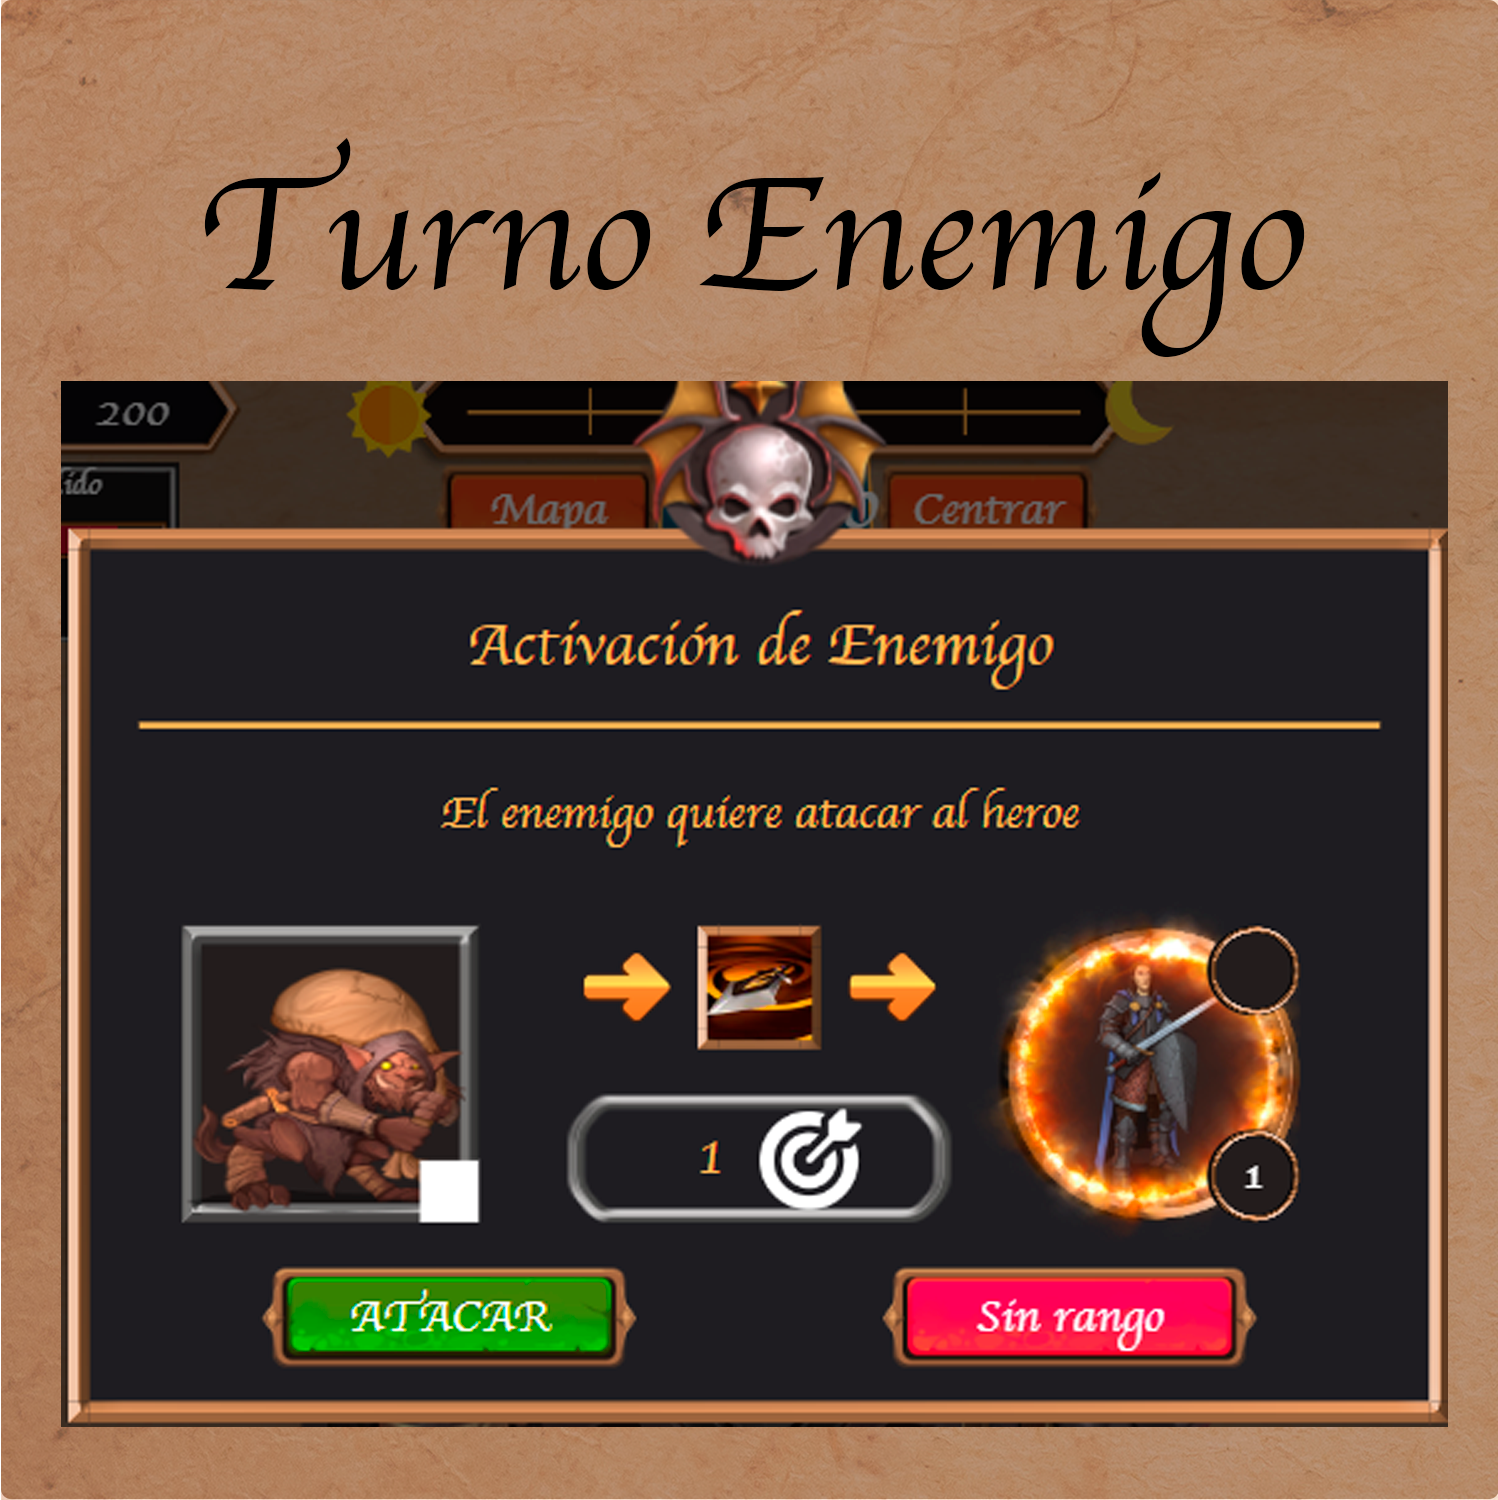 Turno Enemigo
200
Mapa
Centrar
Activación de Enemigo
El enemigo quiere atacar al heroe
1
1
ATACAR
Sin rango